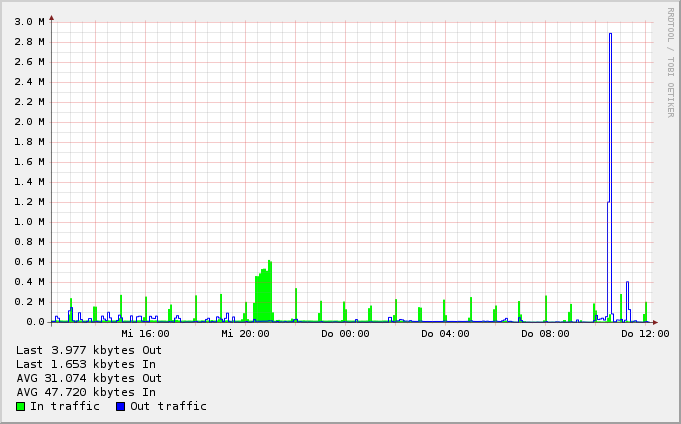 3.0 M
2.8 M
2.6 M
2.4 M
2.2 M
2.0 M
1.8 M
1.6 M
1.4 M
1.2 M
1.0 M
0.8 M
0.6 M
0.4 M
0.2 M
0.0
Mi 16:00 Mi 20:00 Do 00:00 Do 04:00 Do 08:00 Do 12:00
RRDTOOL / TOBI OETIKER
Last 3.977 kbytes Out
Last 1.653 kbytes In
AVG 31.074 kbytes Out
AVG 47.720 kbytes In
In traffic Out traffic